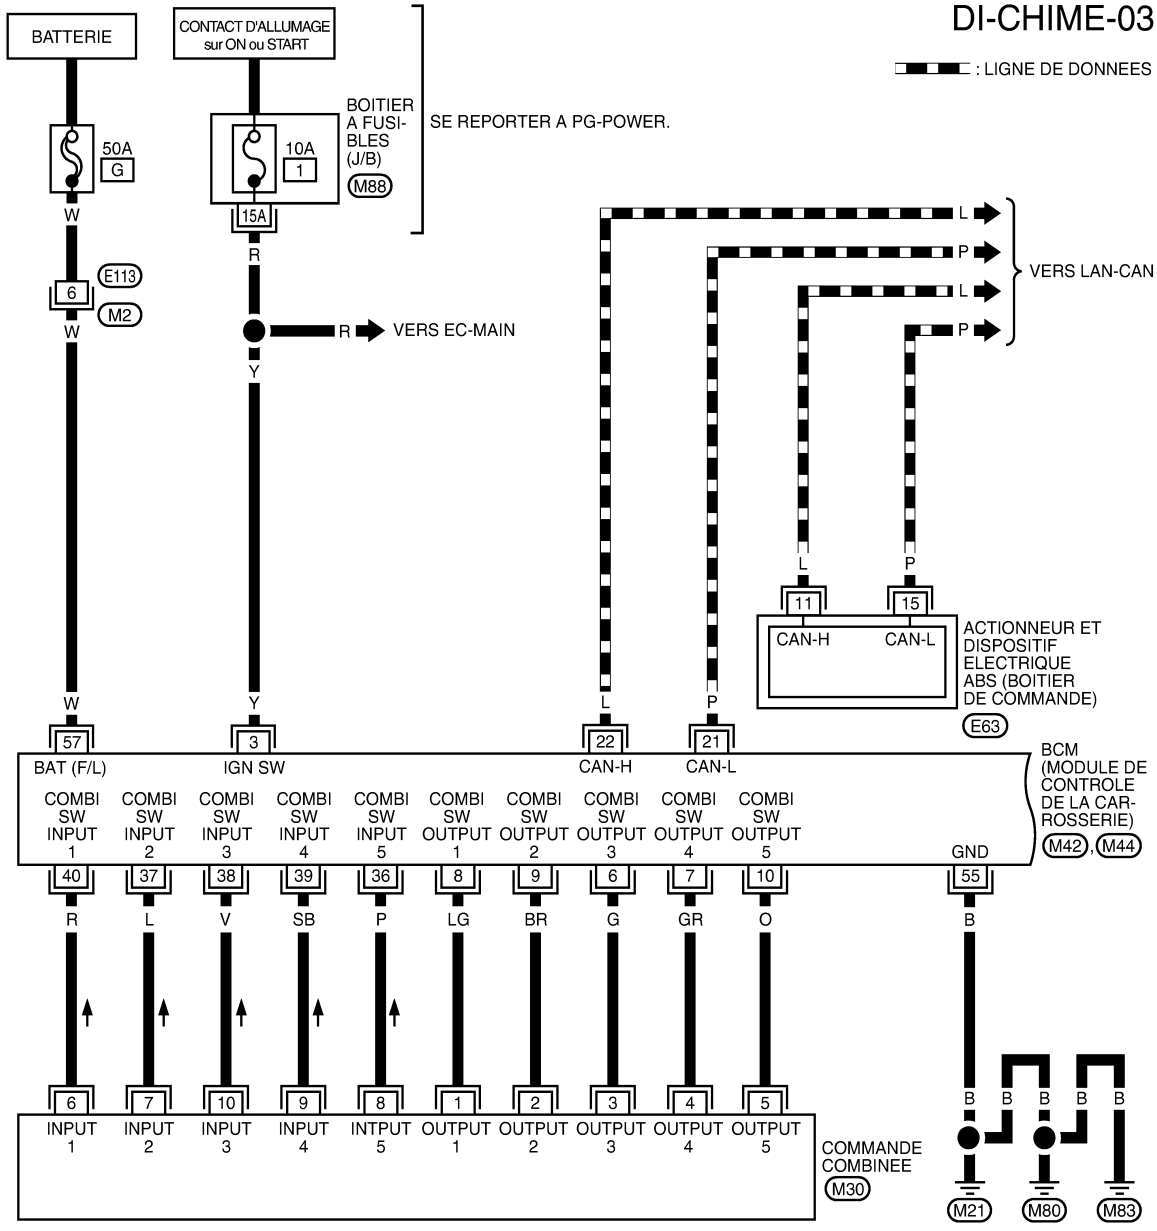 DI-CHIME-03
BATTERIE
CONTACT D'ALLUMAGE
sur ON ou START
: LIGNE DE DONNEES
50A
G
10A
1
BOITIER
A FUSI-
BLES
(J/B)
M88
SE REPORTER A PG-POWER.
15A
W
R
E113
6
M2
W
R
VERS EC-MAIN
Y
L
P
L
P
VERS LAN-CAN
L
P
11
15
CAN-H
CAN-L
ACTIONNEUR ET
DISPOSITIF
ELECTRIQUE
ABS (BOITIER
DE COMMANDE)
E63
W
Y
L
P
57
3
22
21
BAT (F/L)
IGN SW
CAN-H
CAN-L
BCM
(MODULE DE
CONTROLE
DE LA CAR-
ROSSERIE)
M42 , M44
COMBI SW INPUT 1
COMBI SW INPUT 2
COMBI SW INPUT 3
COMBI SW INPUT 4
COMBI SW INPUT 5
COMBI SW OUTPUT 1
COMBI SW OUTPUT 2
COMBI SW OUTPUT 3
COMBI SW OUTPUT 4
COMBI SW OUTPUT 5
GND
40 37 38 39 36 8 9 6 7 10 55
R L V SB P LG BR G GR O B
B B B B B
6 7 10 9 8 1 2 3 4 5
INPUT 1
INPUT 2
INPUT 3
INPUT 4
INTPUT 5
OUTPUT 1
OUTPUT 2
OUTPUT 3
OUTPUT 4
OUTPUT 5
COMMANDE
COMBINEE
M30
M21 M80 M83